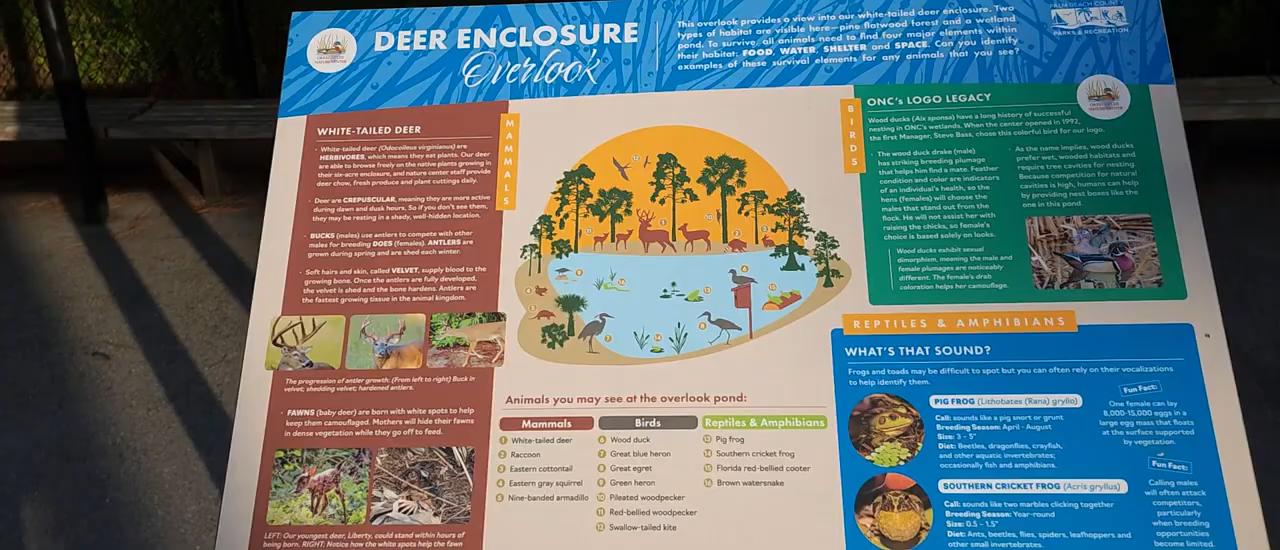 DEER ENCLOSURE
Overlook
This overlook provides a view into our white-tailed deer enclosure. Two
types of habitat are visible here—pine flatwood forest and a wetland
pond. To survive, all animals need to find four major elements within
their habitat: FOOD, WATER, SHELTER and SPACE. Can you identify
examples of these survival elements for any animals that you see?
PALM BEACH COUNTY
PARKS & RECREATION
WHITE-TAILED DEER
• White-tailed deer (Odocoileus virginianus) are
HERBIVORES, which means they eat plants. Our deer
are able to browse freely on the native plants growing in
their six-acre enclosure, and nature center staff provide
deer chow, fresh produce and plant cuttings daily.
• Deer are CREPUSCULAR, meaning they are more active
during dawn and dusk hours. So if you don't see them,
they may be resting in a shady, well-hidden location.
• BUCKS (males) use antlers to compete with other
males for breeding DOES (females). ANTLERS are
grown during spring and are shed each winter.
• Soft hairs and skin, called VELVET, supply blood to the
growing bone. Once the antlers are fully developed,
the velvet is shed and the bone hardens. Antlers are
the fastest growing tissue in the animal kingdom.
The progression of antler growth: (From left to right) Buck in
velvet; shedding velvet; hardened antlers.
• FAWNS (baby deer) are born with white spots to help
keep them camouflaged. Mothers will hide their fawns
in dense vegetation while they go off to feed.
LEFT: Our youngest deer, Liberty, could stand within hours of
being born. RIGHT: Notice how the white spots help the fawn
MAMMALS
Animals you may see at the overlook pond:
Mammals
1 White-tailed deer
2 Raccoon
3 Eastern cottontail
4 Eastern gray squirrel
5 Nine-banded armadillo
Birds
6 Wood duck
7 Great blue heron
8 Great egret
9 Green heron
10 Pileated woodpecker
11 Red-bellied woodpecker
12 Swallow-tailed kite
Reptiles & Amphibians
13 Pig frog
14 Southern cricket frog
15 Florida red-bellied cooter
16 Brown watersnake
BIRDS
ONC's LOGO LEGACY
Wood ducks (Aix sponsa) have a long history of successful
nesting in ONC's wetlands. When the center opened in 1992,
the first Manager, Steve Bass, chose this colorful bird for our logo.
• The wood duck drake (male)
has striking breeding plumage
that helps him find a mate. Feather
condition and color are indicators
of an individual's health, so the
hens (females) will choose the
males that stand out from the
flock. He will not assist her with
raising the chicks, so female's
choice is based solely on looks.
Wood ducks exhibit sexual
dimorphism, meaning the male and
female plumages are noticeably
different. The female's drab
coloration helps her camouflage.
• As the name implies, wood ducks
prefer wet, wooded habitats and
require tree cavities for nesting.
Because competition for natural
cavities is high, humans can help
by providing nest boxes like the
one in this pond.
REPTILES & AMPHIBIANS
WHAT'S THAT SOUND?
Frogs and toads may be difficult to spot but you can often rely on their vocalizations
to help identify them.
PIG FROG (Lithobates (Rana) grylio)
Call: sounds like a pig snort or grunt
Breeding Season: April - August
Size: 3 - 5"
Diet: Beetles, dragonflies, crayfish,
and other aquatic invertebrates;
occasionally fish and amphibians.
Fun Fact:
One female can lay
8,000-15,000 eggs in a
large egg mass that floats
at the surface supported
by vegetation.
SOUTHERN CRICKET FROG (Acris gryllus)
Call: sounds like two marbles clicking together
Breeding Season: Year-round
Size: 0.5 - 1.5"
Diet: Ants, beetles, flies, spiders, leafhoppers and
other small invertebrates.
Fun Fact:
Calling males
will often attack
competitors,
particularly
when breeding
opportunities
become limited.